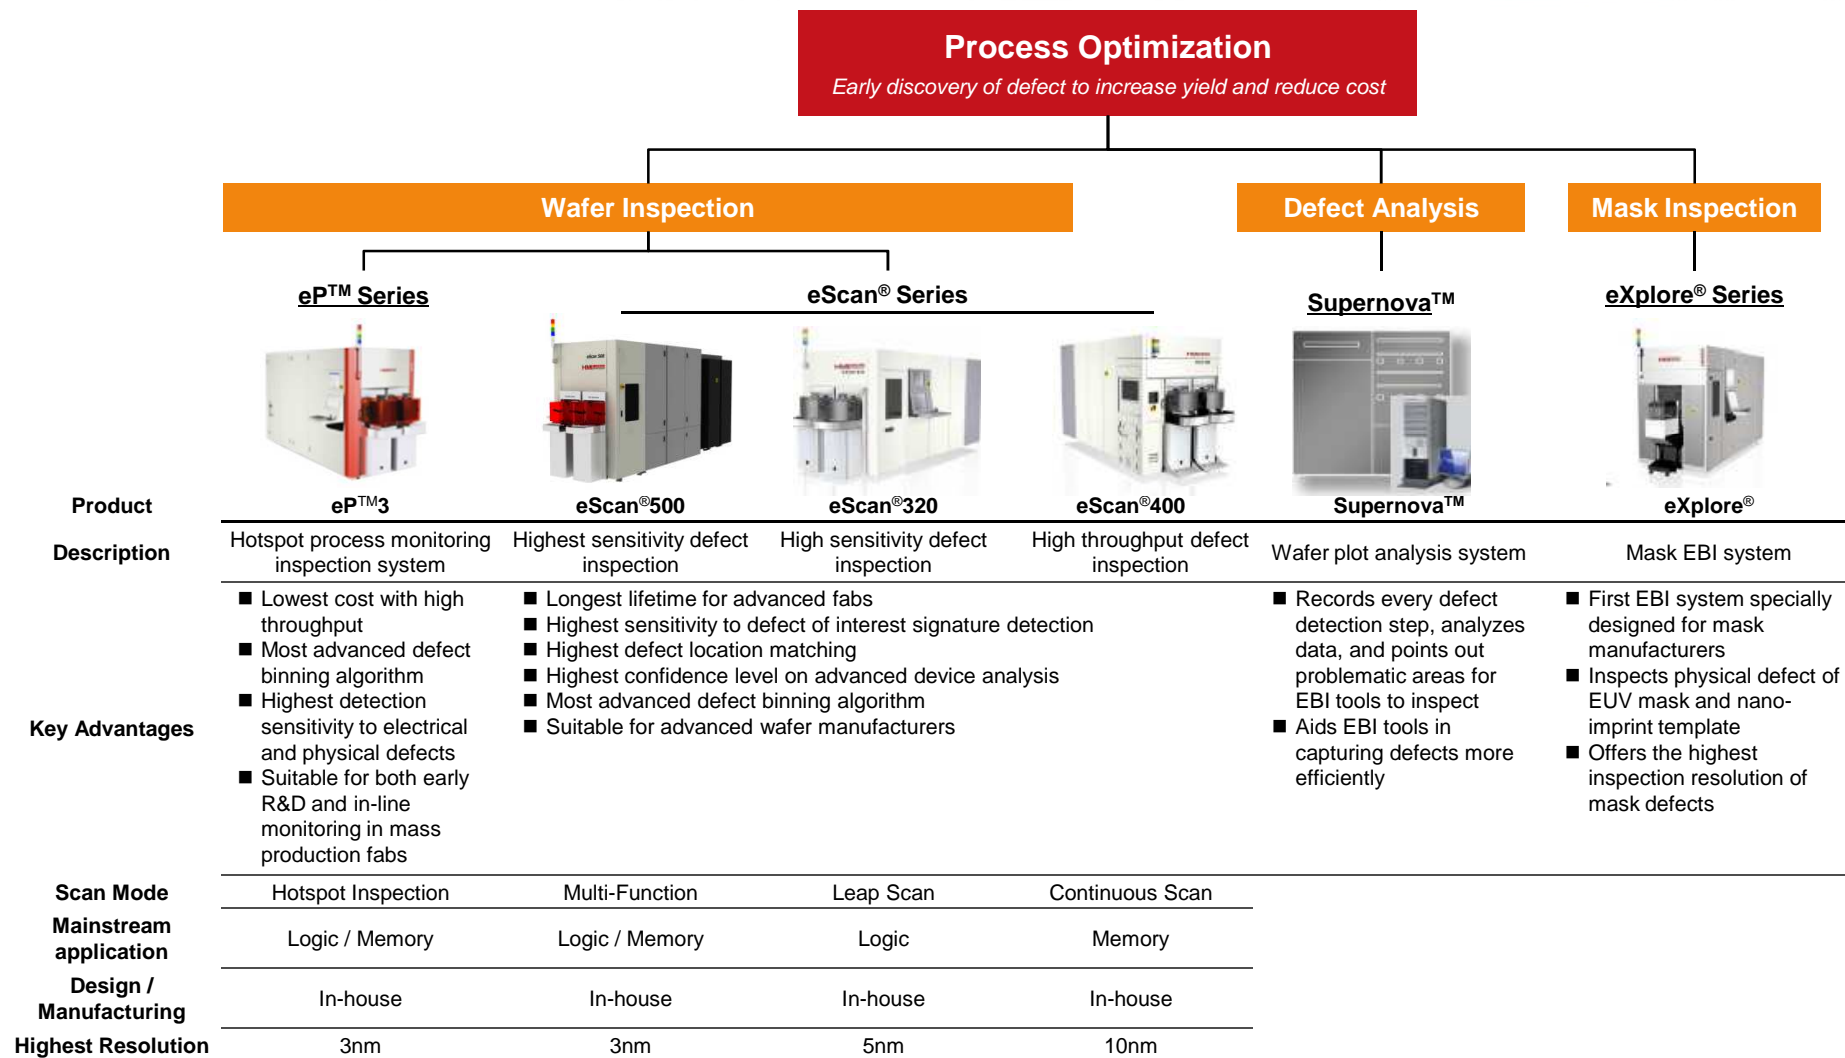 Process Optimization
Early discovery of defect to increase yield and reduce cost
Wafer Inspection
Defect Analysis
Mask Inspection
eP™ Series
eScan® Series
Supernova™
eXplore® Series
Product
eP™3
eScan®500
eScan®320
eScan®400
Supernova™
eXplore®
Description
Hotspot process monitoring
inspection system
Highest sensitivity defect
inspection
High sensitivity defect
inspection
High throughput defect
inspection
Wafer plot analysis system
Mask EBI system
Key Advantages
■ Lowest cost with high
throughput
■ Most advanced defect
binning algorithm
■ Highest detection
sensitivity to electrical
and physical defects
■ Suitable for both early
R&D and in-line
monitoring in mass
production fabs
■ Longest lifetime for advanced fabs
■ Highest sensitivity to defect of interest signature detection
■ Highest defect location matching
■ Highest confidence level on advanced device analysis
■ Most advanced defect binning algorithm
■ Suitable for advanced wafer manufacturers
■ Records every defect
detection step, analyzes
data, and points out
problematic areas for
EBI tools to inspect
■ Aids EBI tools in
capturing defects more
efficiently
■ First EBI system specially
designed for mask
manufacturers
■ Inspects physical defect of
EUV mask and nano-
imprint template
■ Offers the highest
inspection resolution of
mask defects
Scan Mode
Hotspot Inspection
Multi-Function
Leap Scan
Continuous Scan
Mainstream
application
Logic / Memory
Logic / Memory
Logic
Memory
Design /
Manufacturing
In-house
In-house
In-house
In-house
Highest Resolution
3nm
3nm
5nm
10nm